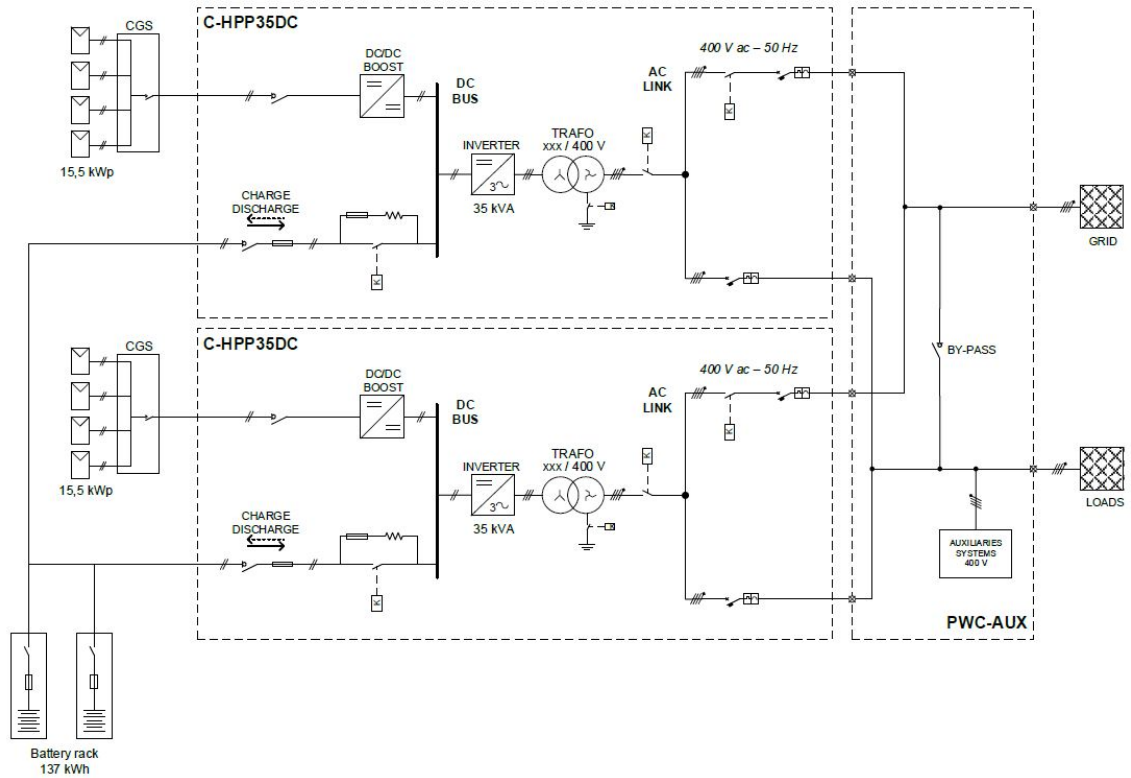 C-HPP35DC
CGS
DC/DC
BOOST
DC
BUS
AC
LINK
400 V ac – 50 Hz
15,5 kWp
INVERTER
3
35 kVA
TRAFO
xxx / 400 V
K
K
K
CHARGE
DISCHARGE
GRID
C-HPP35DC
CGS
DC/DC
BOOST
DC
BUS
AC
LINK
400 V ac – 50 Hz
BY-PASS
15,5 kWp
INVERTER
3
35 kVA
TRAFO
xxx / 400 V
K
K
K
CHARGE
DISCHARGE
LOADS
AUXILIARIES
SYSTEMS
400 V
PWC-AUX
Battery rack
137 kWh